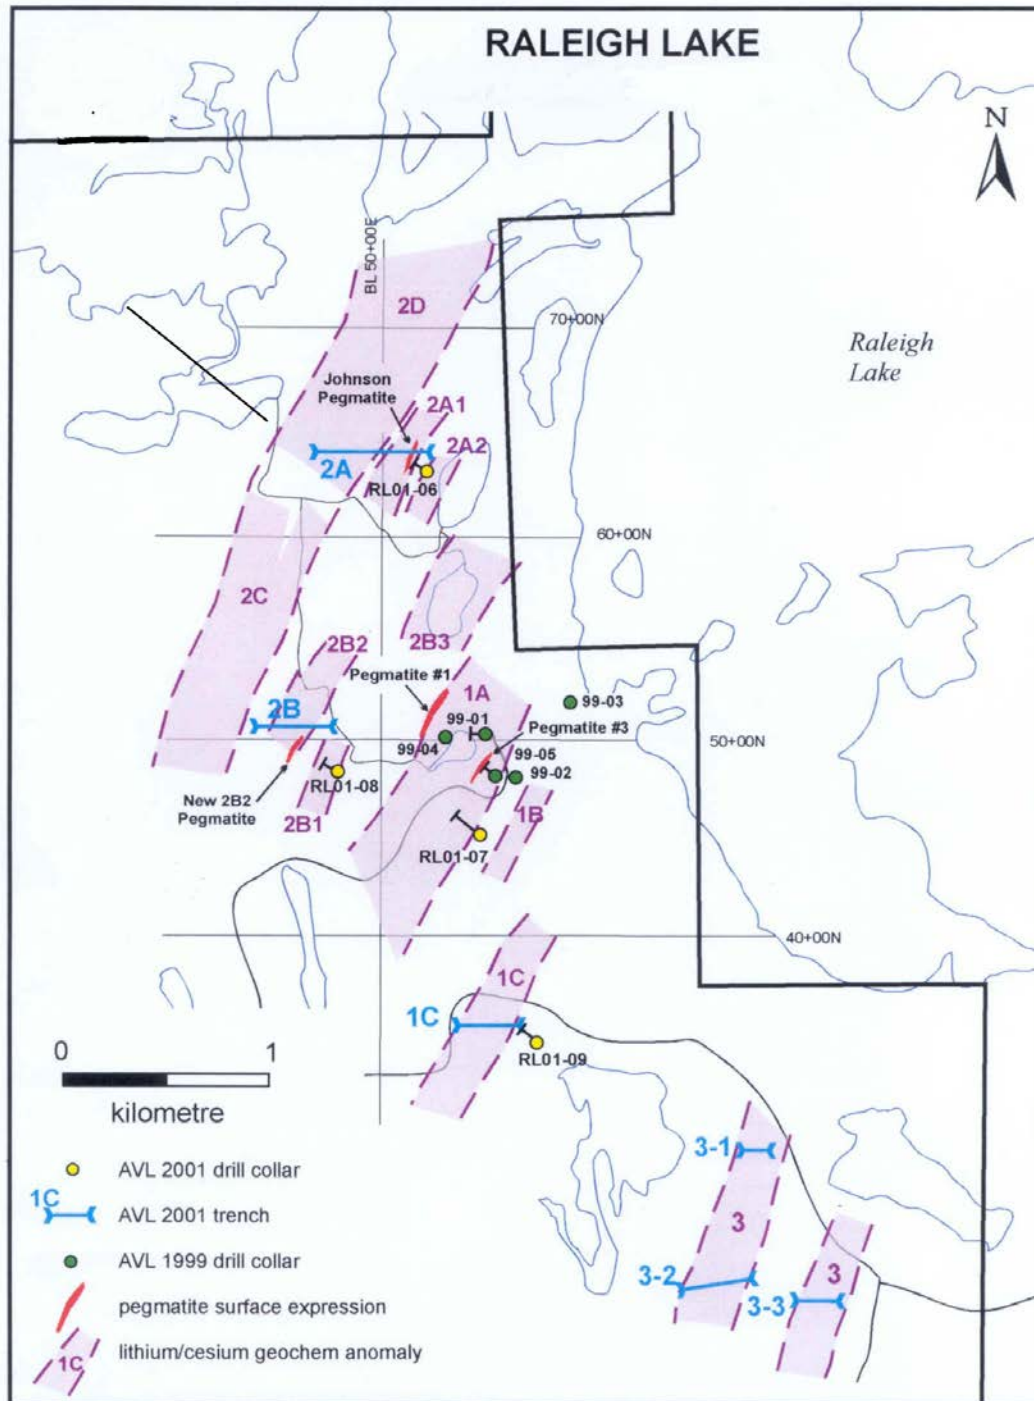 RALEIGH LAKE
N
BL 50+00E
2D
70+00N
Raleigh
Lake
Johnson
Pegmatite
2A1
2A2
2A
RL01-06
60+00N
2C
2B2
2B3
Pegmatite #1
1A
99-03
2B
99-01
Pegmatite #3
99-04
50+00N
99-05
99-02
RL01-08
New 2B2
Pegmatite
2B1
1B
RL01-07
40+00N
1C
1C
RL01-09
0 1
kilometre
3-1
3
3-2
3
3-3
AVL 2001 drill collar
1C
AVL 2001 trench
AVL 1999 drill collar
pegmatite surface expression
1C
lithium/cesium geochem anomaly